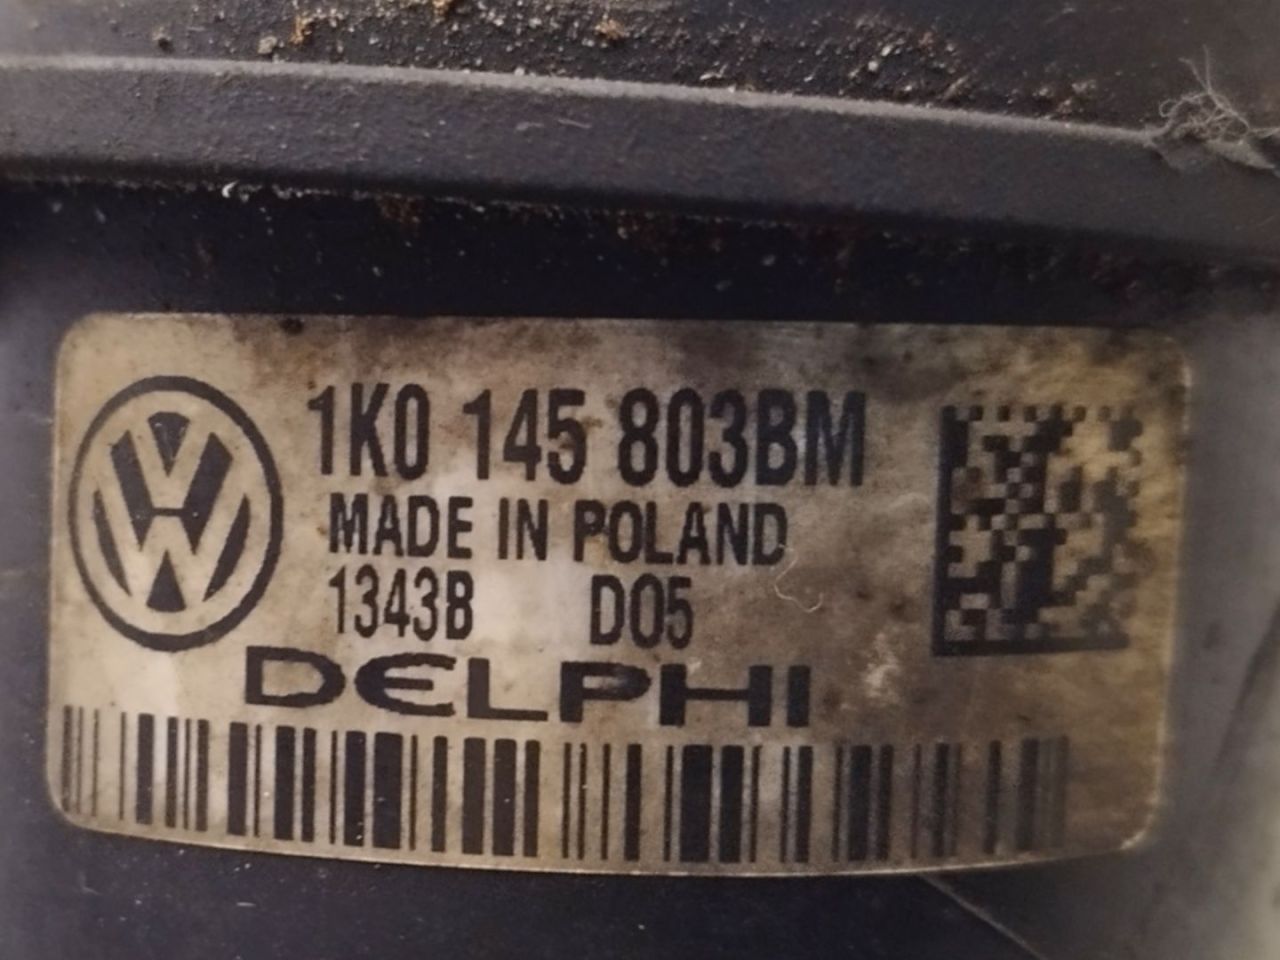 1K0 145 803BM
MADE IN POLAND
1343B D05
DELPHI